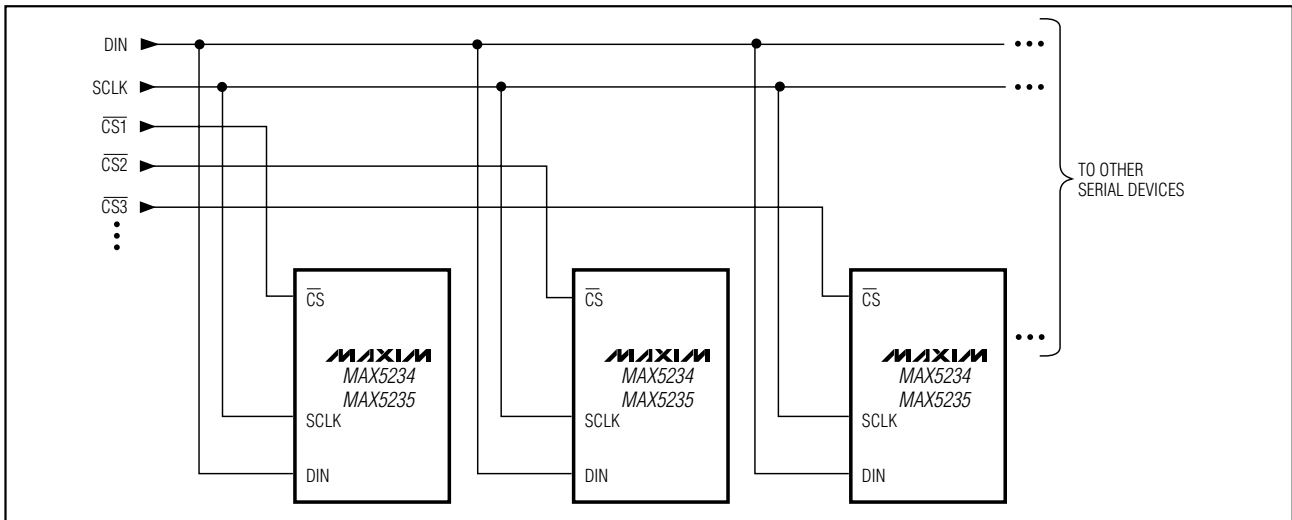 DIN
SCLK
CS1
CS2
CS3
TO OTHER
SERIAL DEVICES
CS
MAXIM
MAX5234
MAX5235
SCLK
DIN
CS
MAXIM
MAX5234
MAX5235
SCLK
DIN
CS
MAXIM
MAX5234
MAX5235
SCLK
DIN